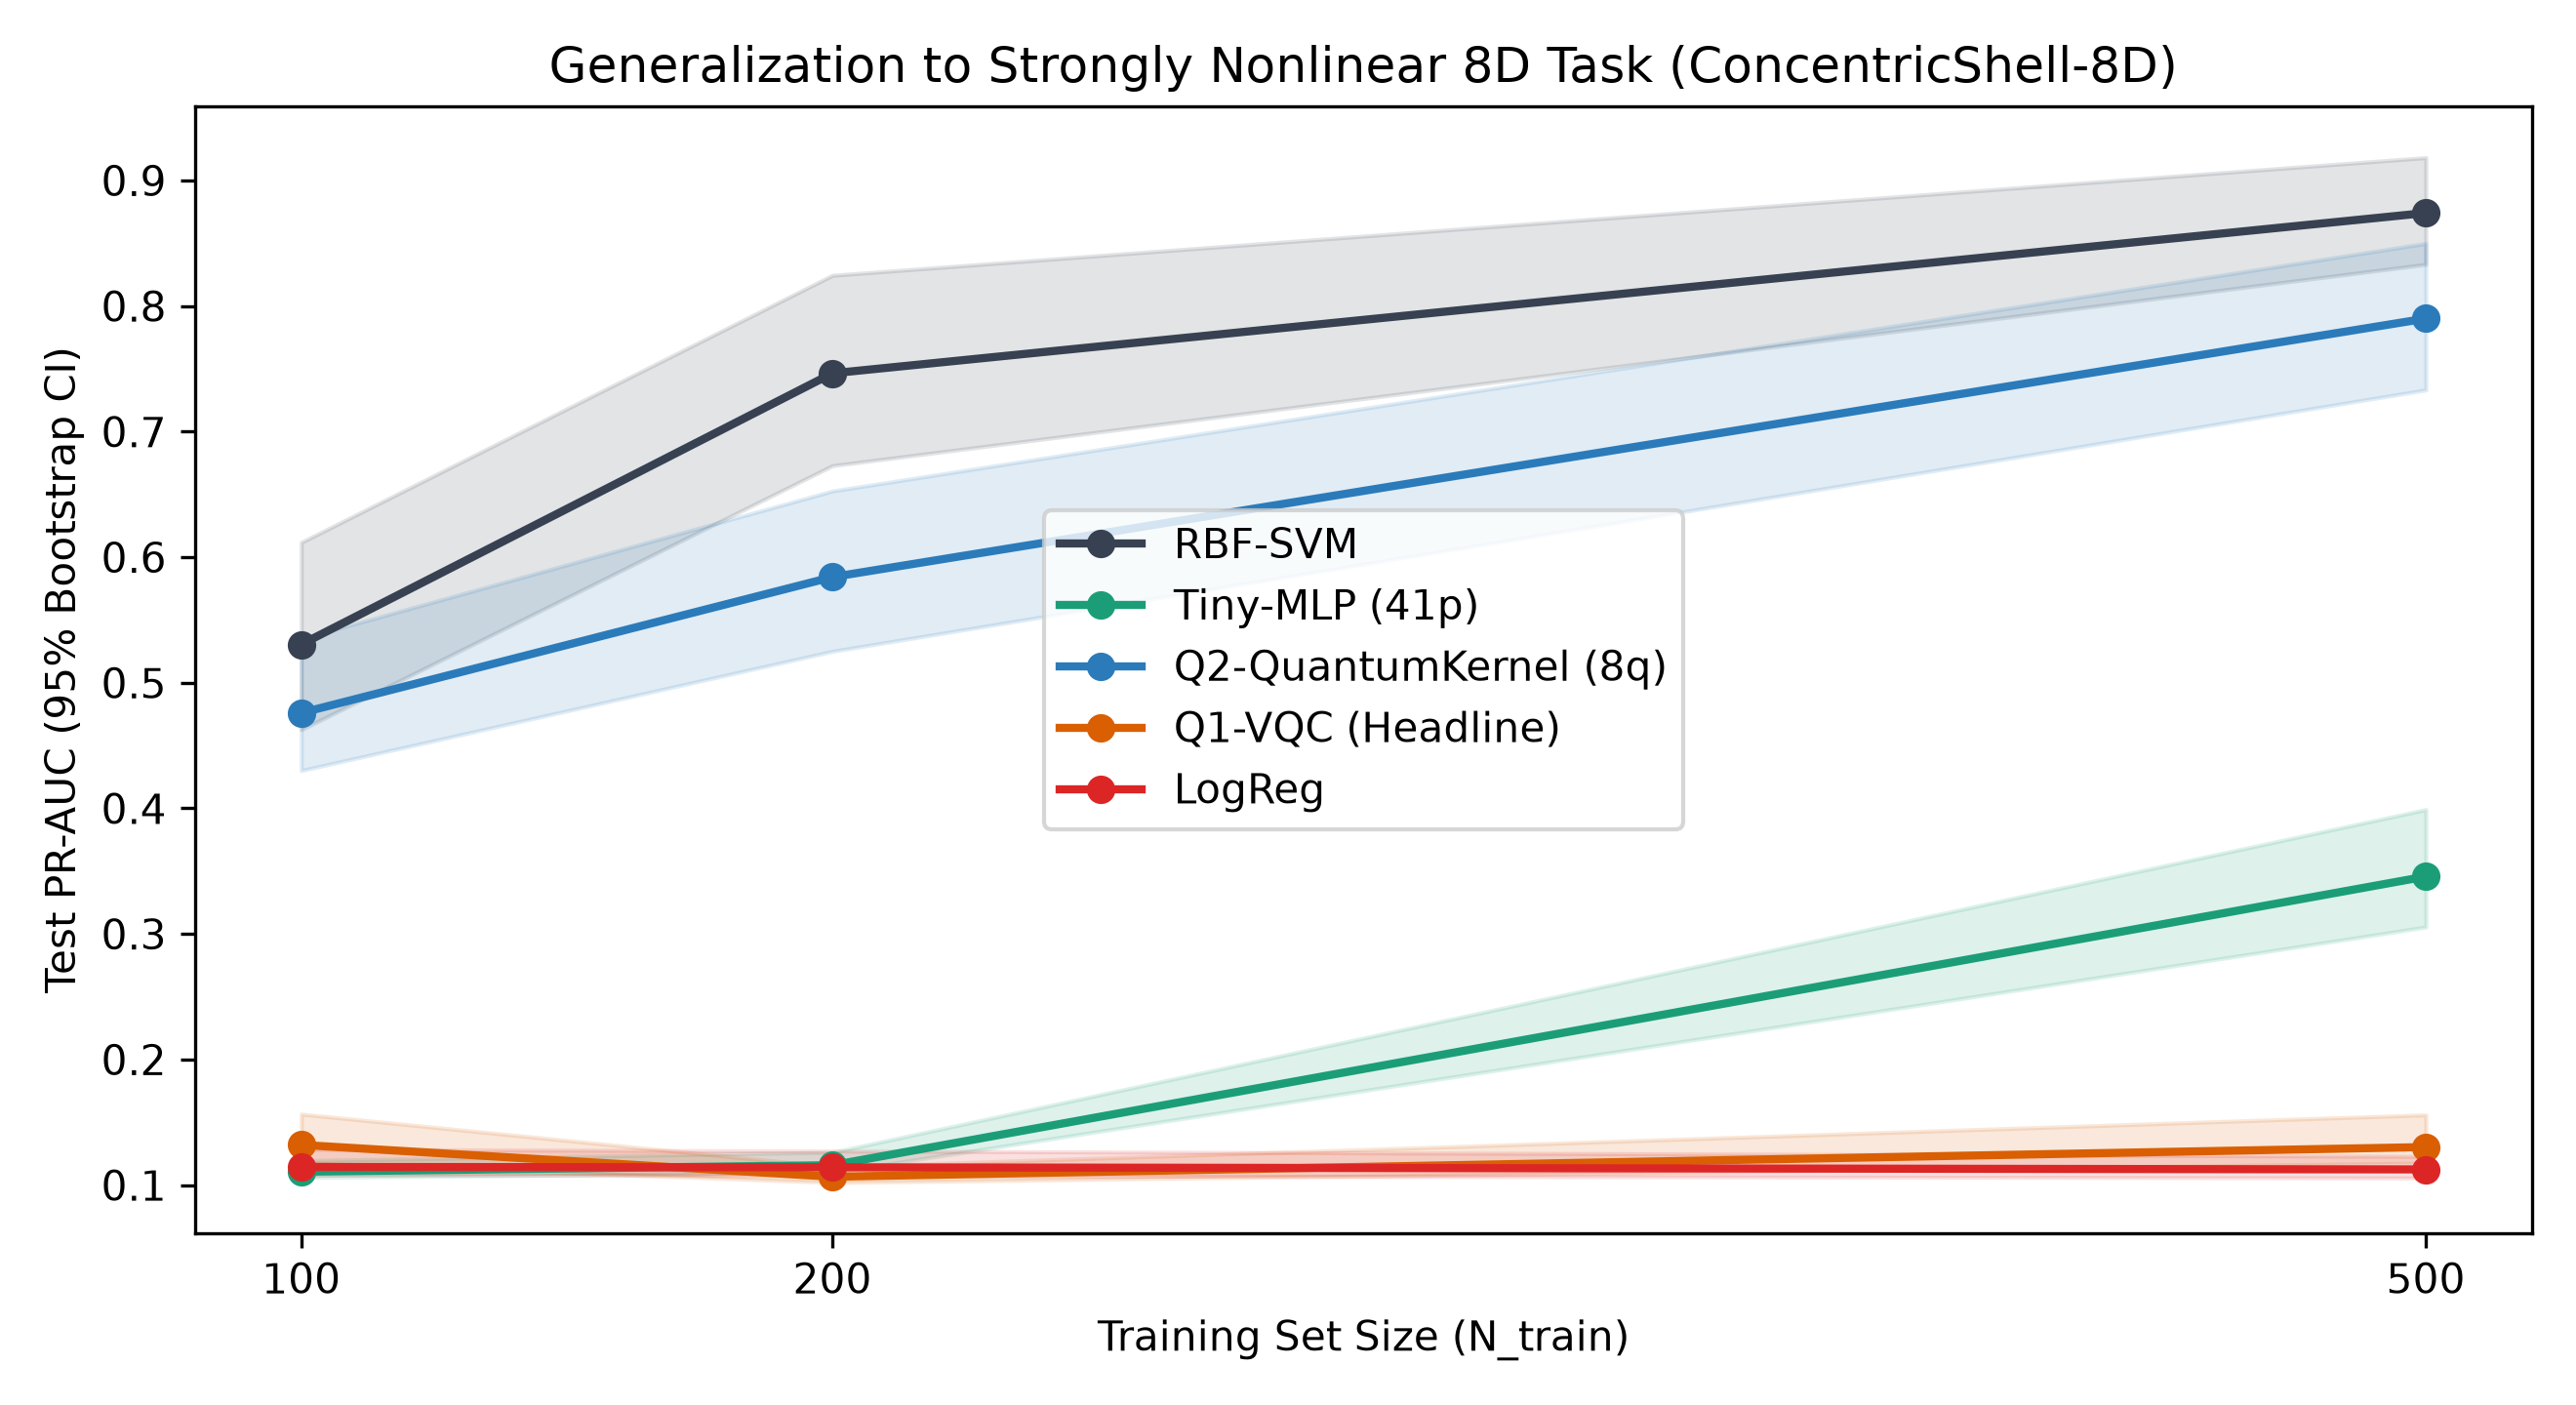 Generalization to Strongly Nonlinear 8D Task (ConcentricShell-8D)
Test PR-AUC (95% Bootstrap CI)
0.9
0.8
0.7
0.6
0.5
0.4
0.3
0.2
0.1
RBF-SVM
Tiny-MLP (41p)
Q2-QuantumKernel (8q)
Q1-VQC (Headline)
LogReg
100
200
500
Training Set Size (N_train)